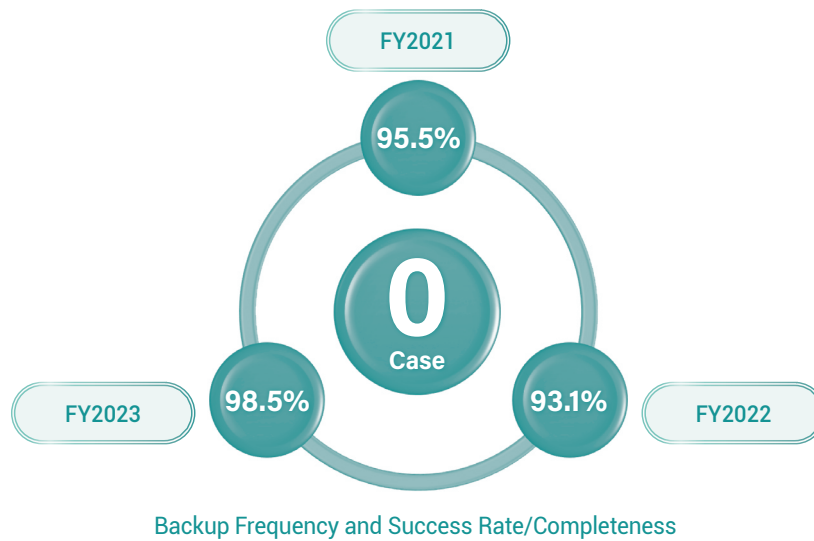 FY2021
95.5%
0
Case
FY2023
98.5%
93.1%
FY2022
Backup Frequency and Success Rate/Completeness